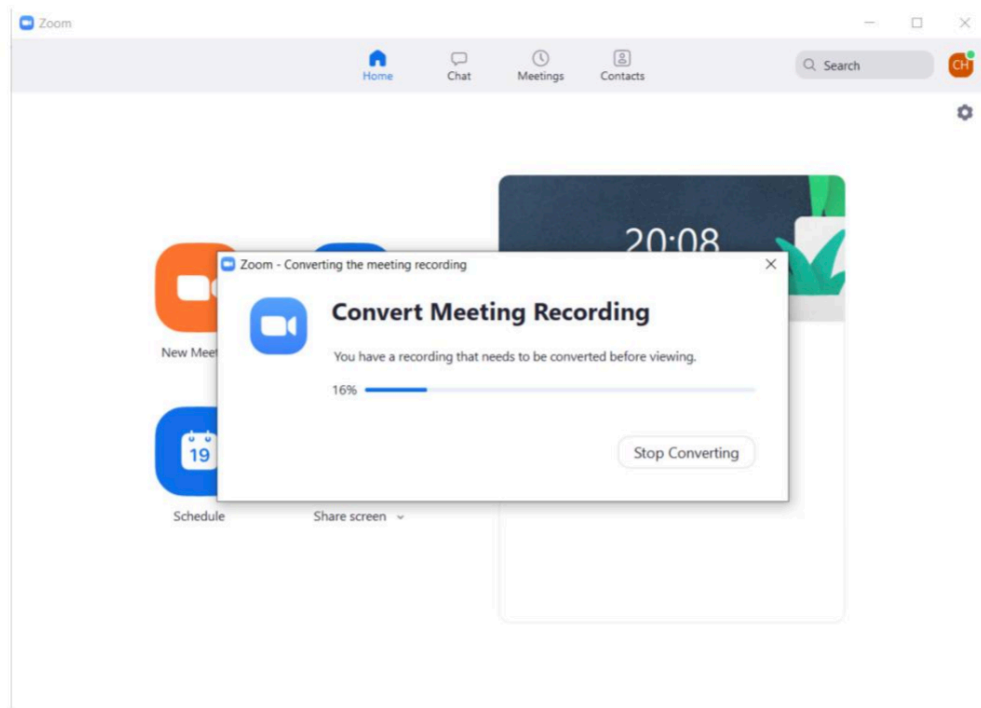 Zoom
Home
Chat
Meetings
Contacts
Search
CH
20:08
Zoom - Converting the meeting recording
Convert Meeting Recording
You have a recording that needs to be converted before viewing.
16%
Stop Converting
New Meet
19
Schedule
Share screen